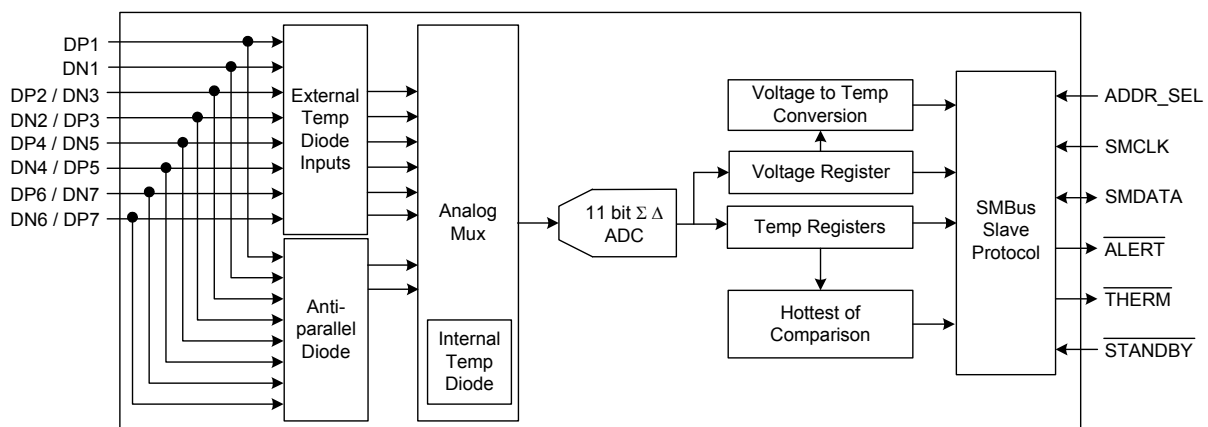 DP1
DN1
DP2 / DN3
DN2 / DP3
DP4 / DN5
DN4 / DP5
DP6 / DN7
DN6 / DP7
External
Temp
Diode
Inputs
Anti-
parallel
Diode
Analog
Mux
Internal
Temp
Diode
11 bit Σ Δ
ADC
Voltage to Temp
Conversion
Voltage Register
Temp Registers
Hottest of
Comparison
SMBus
Slave
Protocol
ADDR_SEL
SMCLK
SMDATA
ALERT
THERM
STANDBY